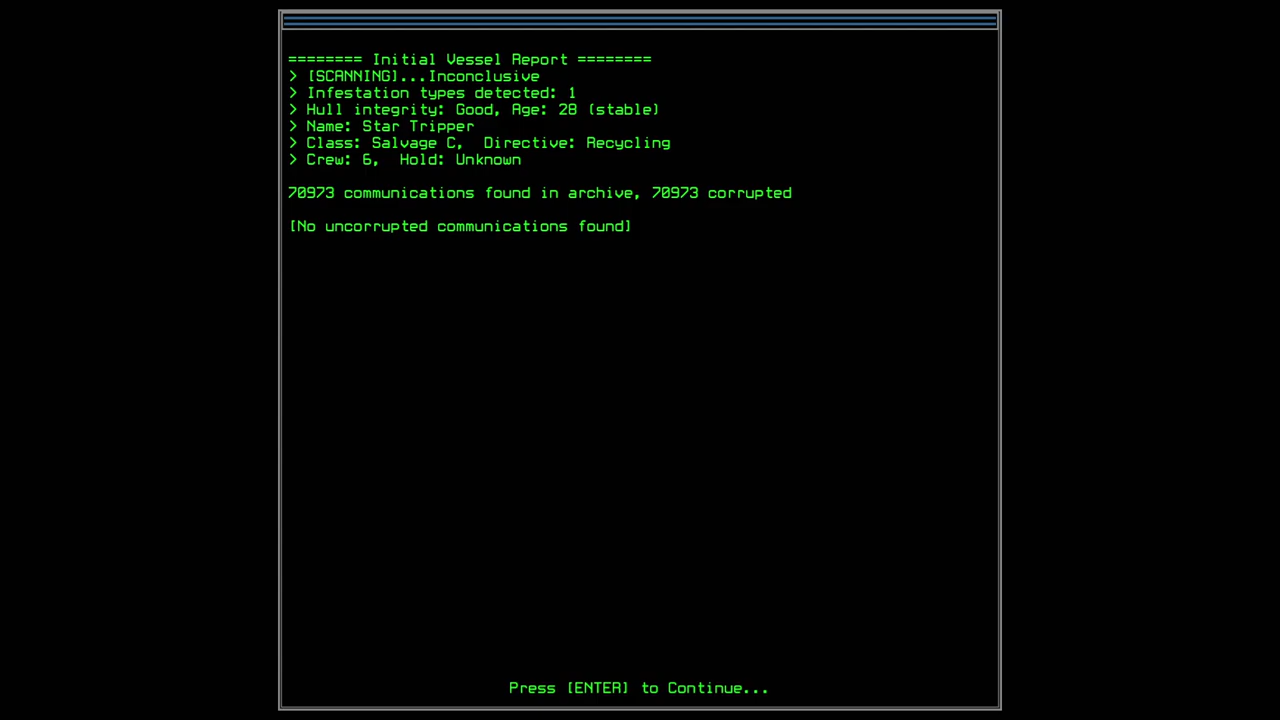 ======== Initial Vessel Report ========
> [SCANNING]...Inconclusive
> Infestation types detected: 1
> Hull integrity: Good, Age: 28 (stable)
> Name: Star Tripper
> Class: Salvage C,  Directive: Recycling
> Crew: 6,  Hold: Unknown
70973 communications found in archive, 70973 corrupted
[No uncorrupted communications found]
Press [ENTER] to Continue...